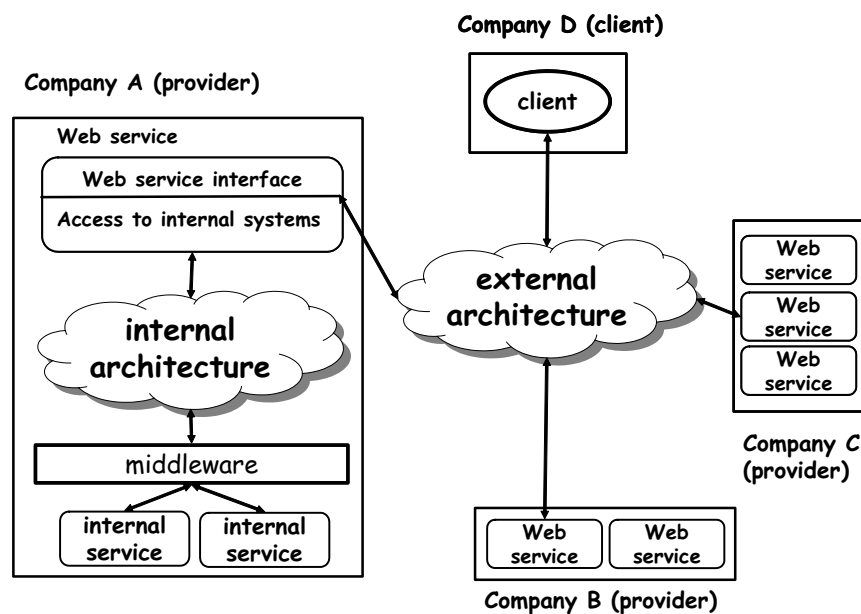 Company D (client)
client
Company A (provider)
Web service
Web service interface
Access to internal systems
internal
architecture
middleware
internal
service
internal
service
external
architecture
Web
service
Web
service
Web
service
Company C
(provider)
Web
service
Web
service
Company B (provider)